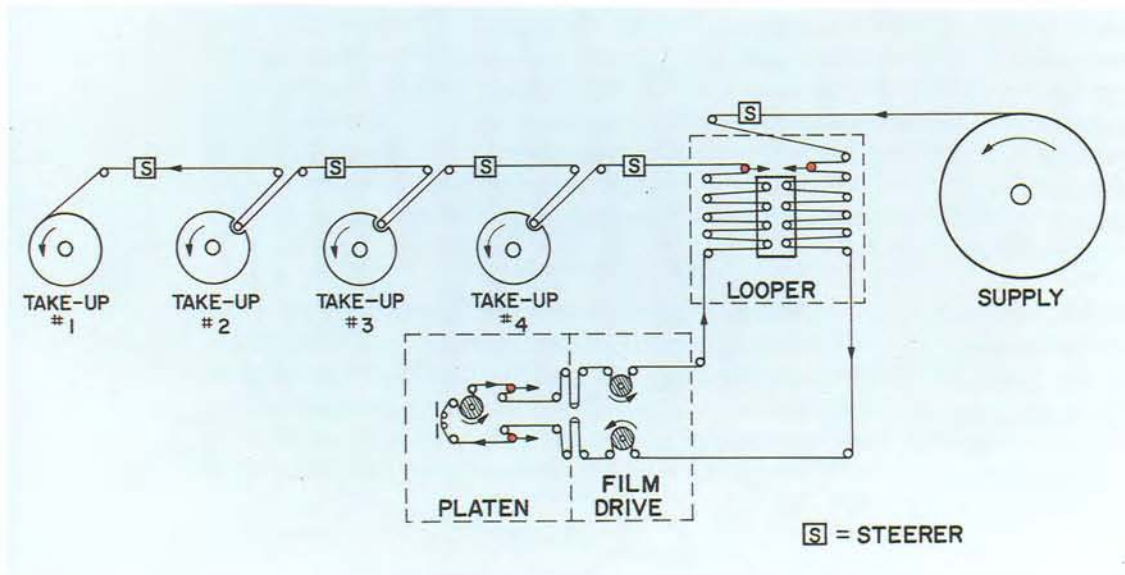 S
S
S
S
S
LOOPER
SUPPLY
TAKE-UP
#1
TAKE-UP
#2
TAKE-UP
#3
TAKE-UP
#4
PLATEN
FILM
DRIVE
S = STEERER